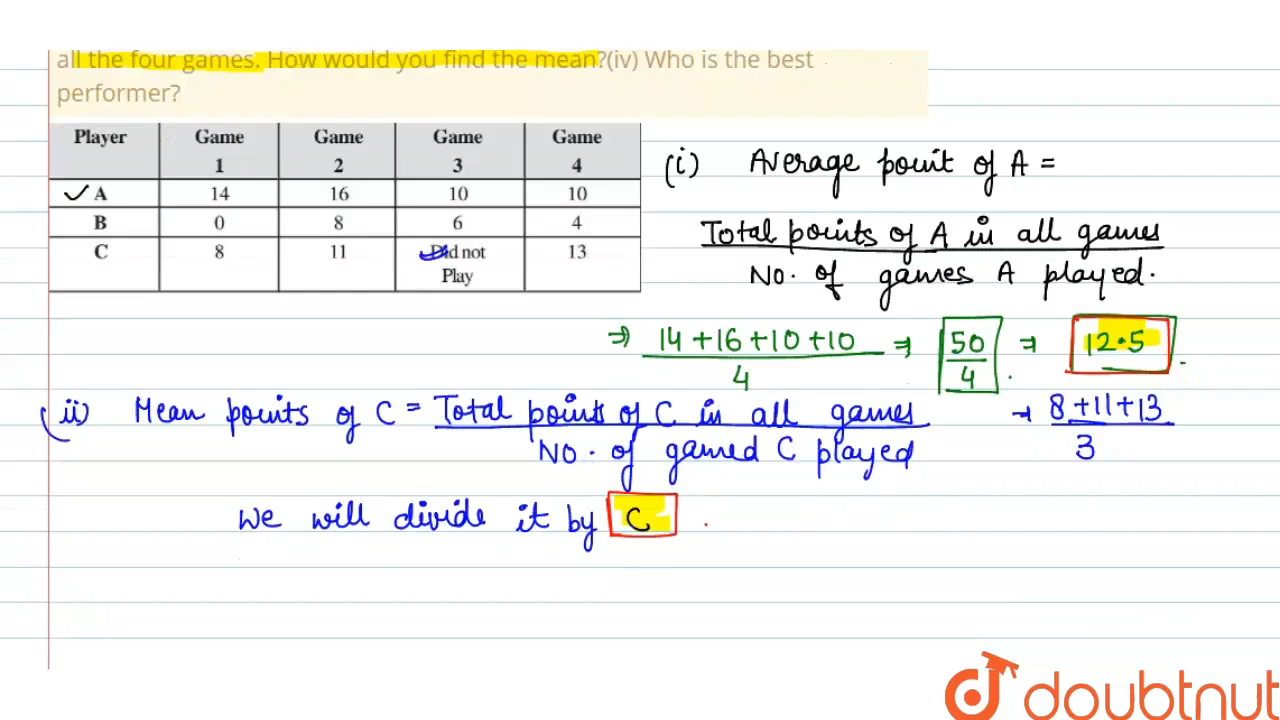 all the four games. How would you find the mean?(iv) Who is the best
performer?
Player Game 1 Game 2 Game 3 Game 4
A 14 16 10 10
B 0 8 6 4
C 8 11 Did not Play 13
(i) Average point of A =
Total points of A in all games
No. of games A played.
⇒ 14 + 16 + 10 + 10 / 4 ⇒ 50 / 4 ⇒ 12.5
(ii) Mean points of C = Total points of C in all games / No. of gamed C played → 8 + 11 + 13 / 3
We will divide it by C .
doubtnut